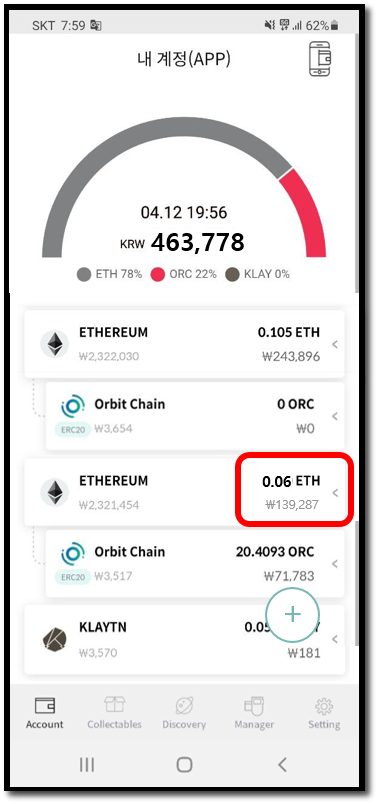 SKT 7:59 62%
내 계정(APP)
04.12 19:56
KRW 463,778
ETH 78% ORC 22% KLAY 0%
ETHEREUM 0.105 ETH
₩2,322,030 ₩243,896
Orbit Chain 0 ORC
ERC20 ₩3,654 ₩0
ETHEREUM 0.06 ETH
₩2,321,454 ₩139,287
Orbit Chain 20.4093 ORC
ERC20 ₩3,517 ₩71,783
KLAYTN
₩3,570 ₩181
Account Collectables Discovery Manager Setting